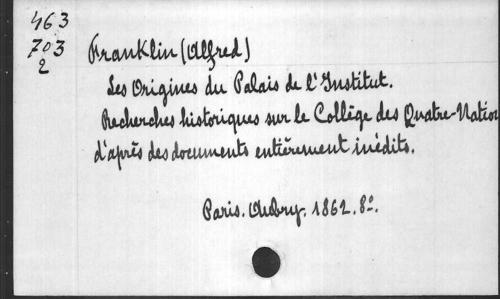 463
703
2
Franklin (Alfred)
Les Origines du Palais de l'Institut.
Recherches historiques sur le Collège des Quatre-Nation
d'après des documents entièrement inédits.
Paris. Aubry. 1862. 8º.